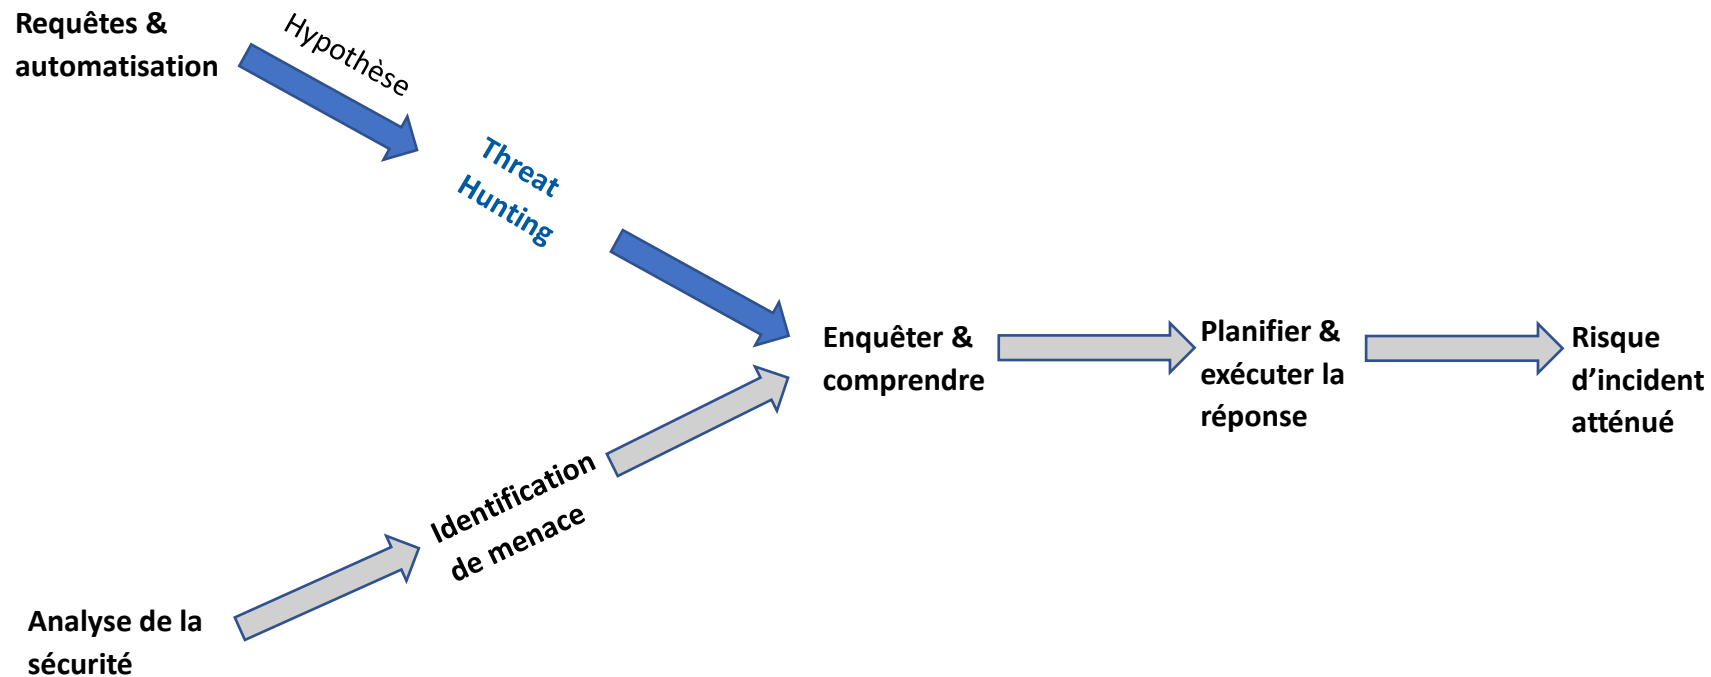 Requêtes &
automatisation
Hypothèse
Threat
Hunting
Enquêter &
comprendre
Planifier &
exécuter la
réponse
Risque
d’incident
atténué
Identification
de menace
Analyse de la
sécurité